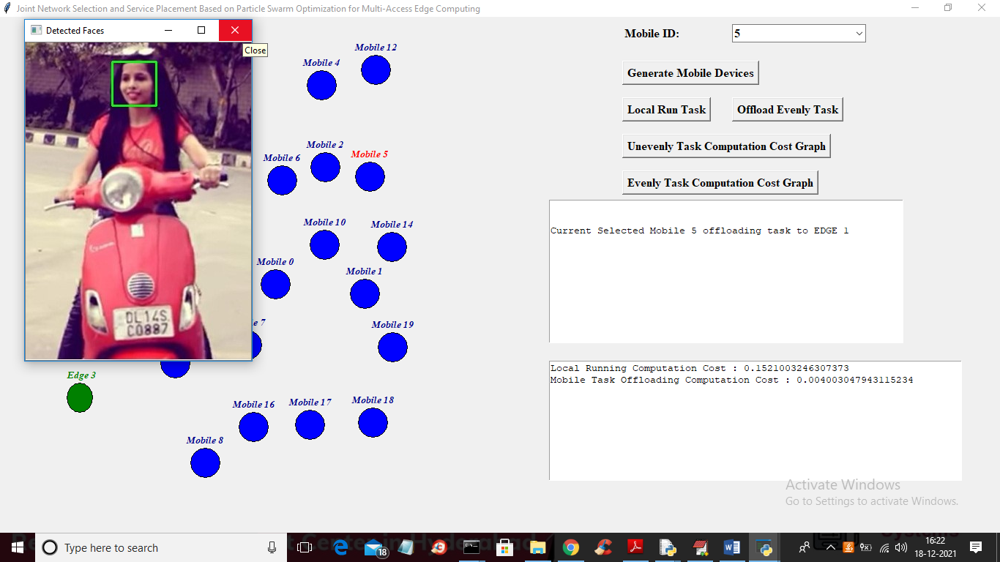 Joint Network Selection and Service Placement Based on Particle Swarm Optimization for Multi-Access Edge Computing
Detected Faces
Close
DL14S
C0887
Mobile 12
Mobile 4
Mobile 2
Mobile 5
Mobile 6
Mobile 10
Mobile 14
Mobile 0
Mobile 1
e 7
Mobile 19
Edge 3
Mobile 16
Mobile 17
Mobile 18
Mobile 8
Mobile ID:
5
Generate Mobile Devices
Local Run Task
Offload Evenly Task
Unevenly Task Computation Cost Graph
Evenly Task Computation Cost Graph
Current Selected Mobile 5 offloading task to EDGE 1
Local Running Computation Cost : 0.1521003246307373
Mobile Task Offloading Computation Cost : 0.004003047943115234
Activate Windows
Go to Settings to activate Windows.
Type here to search
18
16:22
18-12-2021